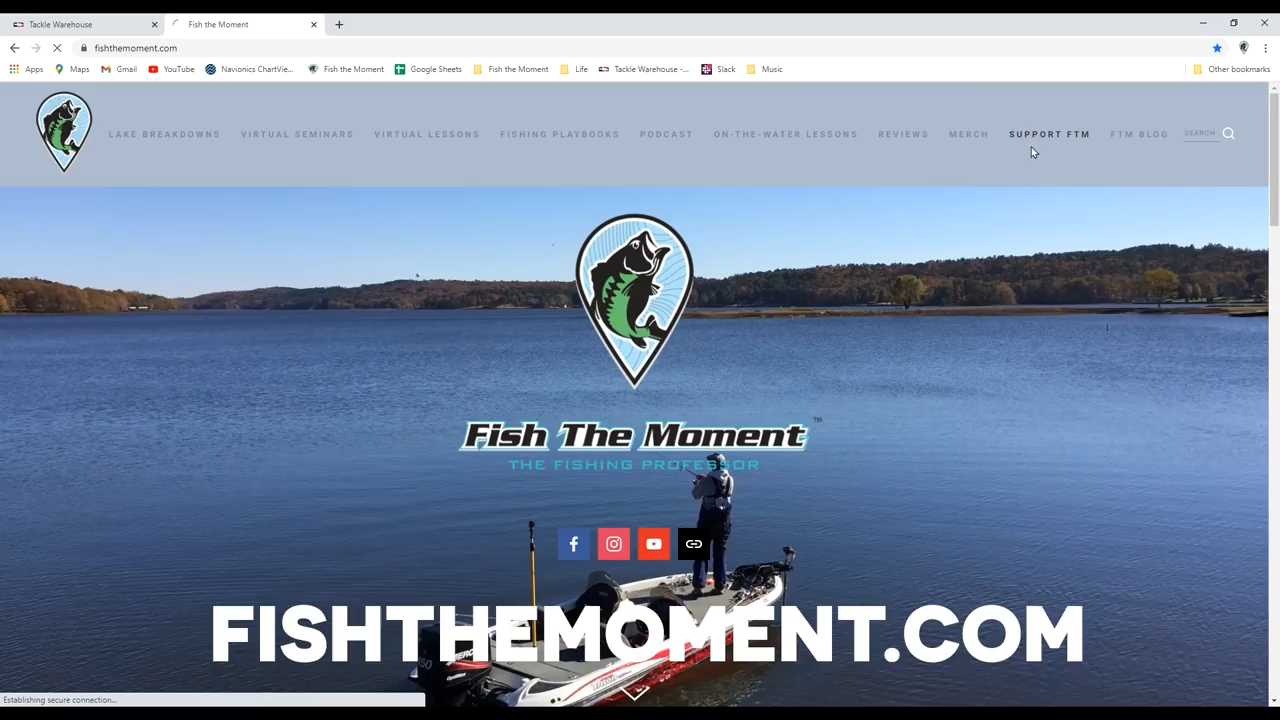 Tackle Warehouse
Fish the Moment
fishthemoment.com
Apps Maps Gmail YouTube Navionics ChartVie... Fish the Moment Google Sheets Fish the Moment Life Tackle Warehouse -... Slack Music Other bookmarks
LAKE BREAKDOWNS VIRTUAL SEMINARS VIRTUAL LESSONS FISHING PLAYBOOKS PODCAST ON-THE-WATER LESSONS REVIEWS MERCH SUPPORT FTM FTM BLOG SEARCH
Fish The Moment ™
THE FISHING PROFESSOR
FISHTHEMOMENT.COM
Establishing secure connection...